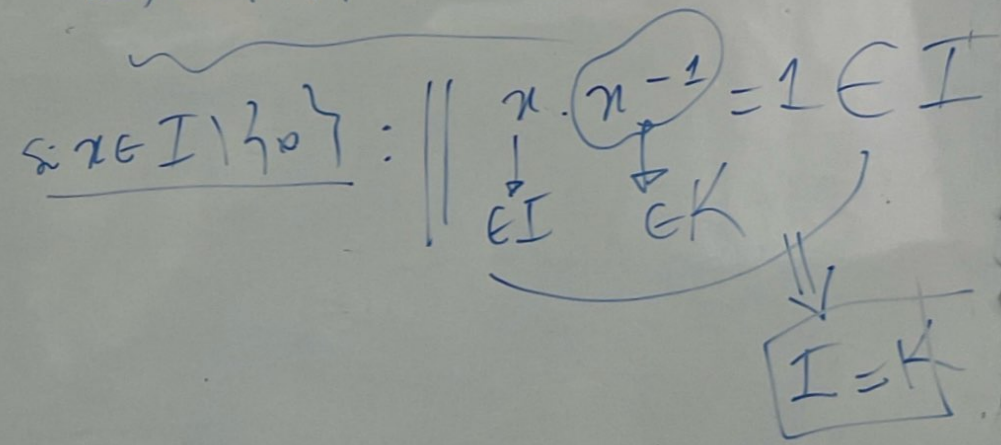 si x∈I\{0} : || x . x⁻¹ = 1 ∈ I
∈I ∈K
I = K